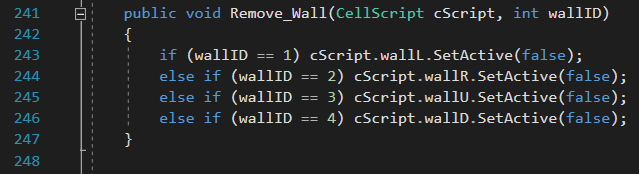 241 public void Remove_Wall(CellScript cScript, int wallID)
242 {
243 if (wallID == 1) cScript.wallL.SetActive(false);
244 else if (wallID == 2) cScript.wallR.SetActive(false);
245 else if (wallID == 3) cScript.wallU.SetActive(false);
246 else if (wallID == 4) cScript.wallD.SetActive(false);
247 }
248